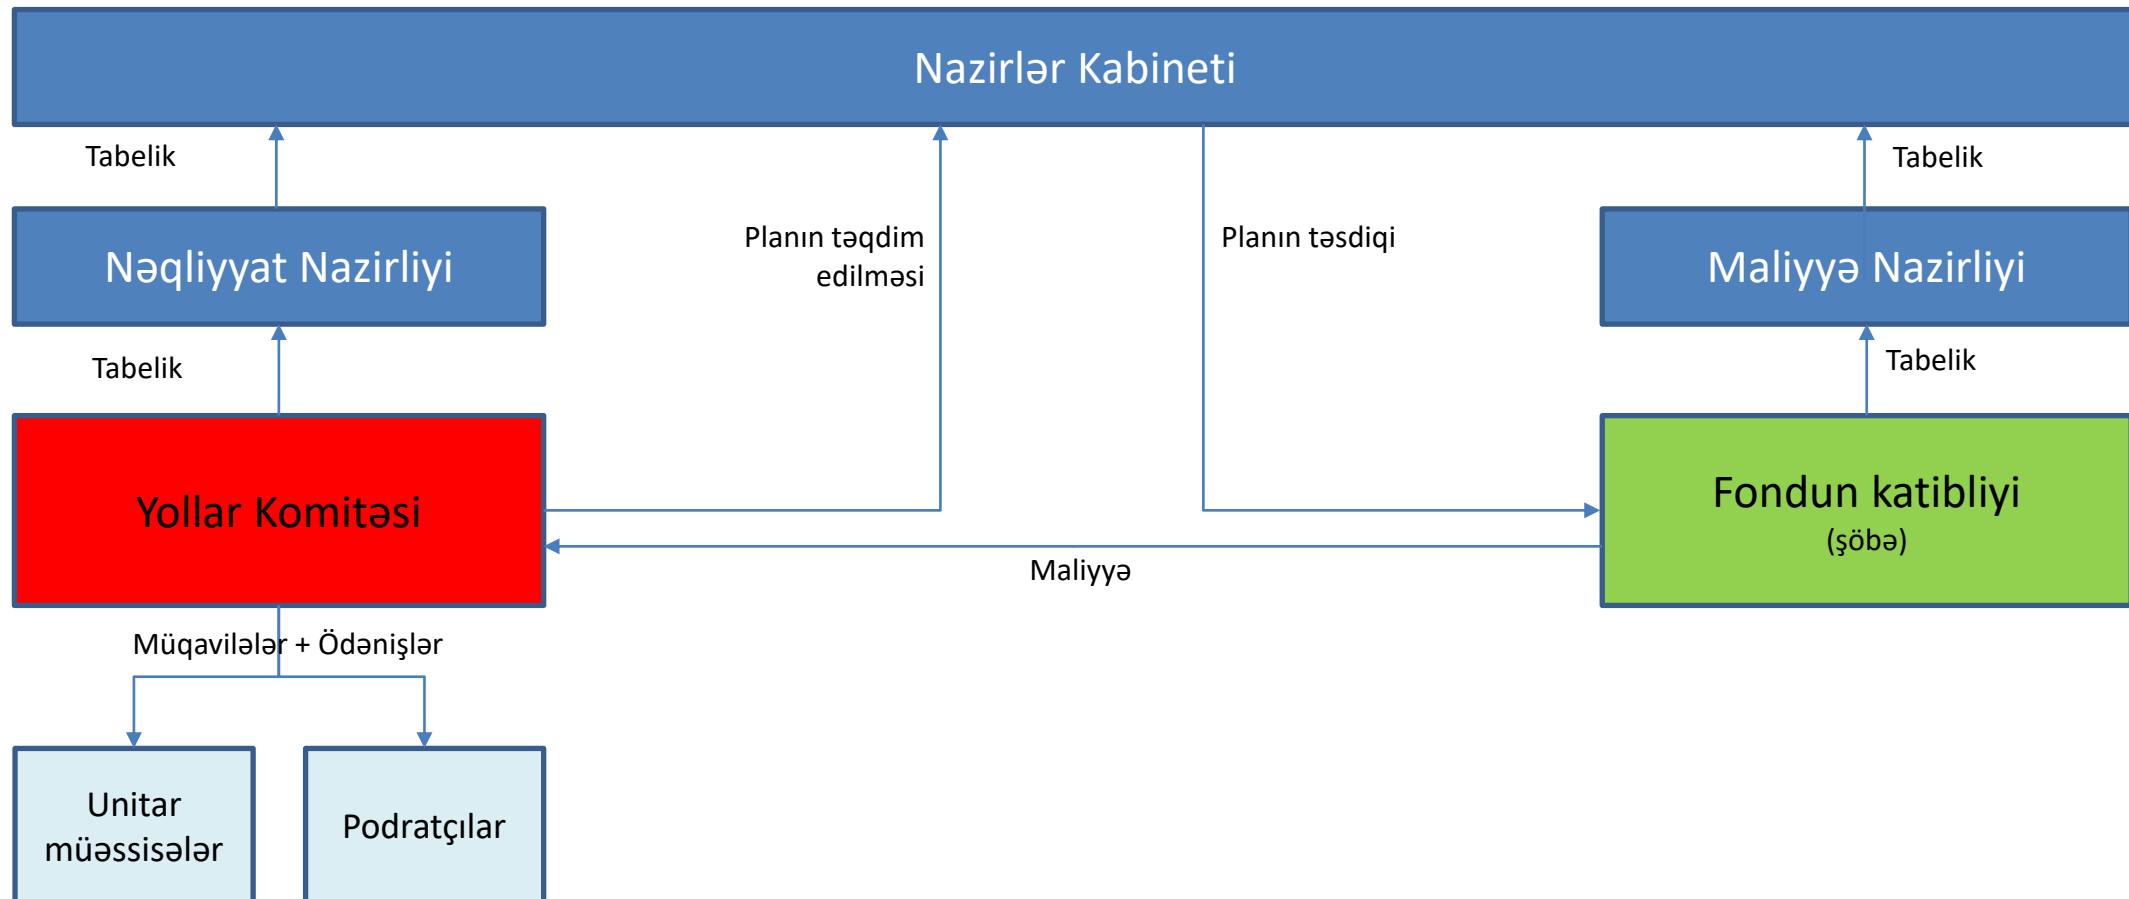 Nazirlər Kabineti
Tabelik
Tabelik
Planın təqdim
edilməsi
Planın təsdiqi
Nəqliyyat Nazirliyi
Maliyyə Nazirliyi
Tabelik
Tabelik
Yollar Komitəsi
Fondun katibliyi
(şöbə)
Maliyyə
Müqavilələr + Ödənişlər
Unitar
müəssisələr
Podratçılar